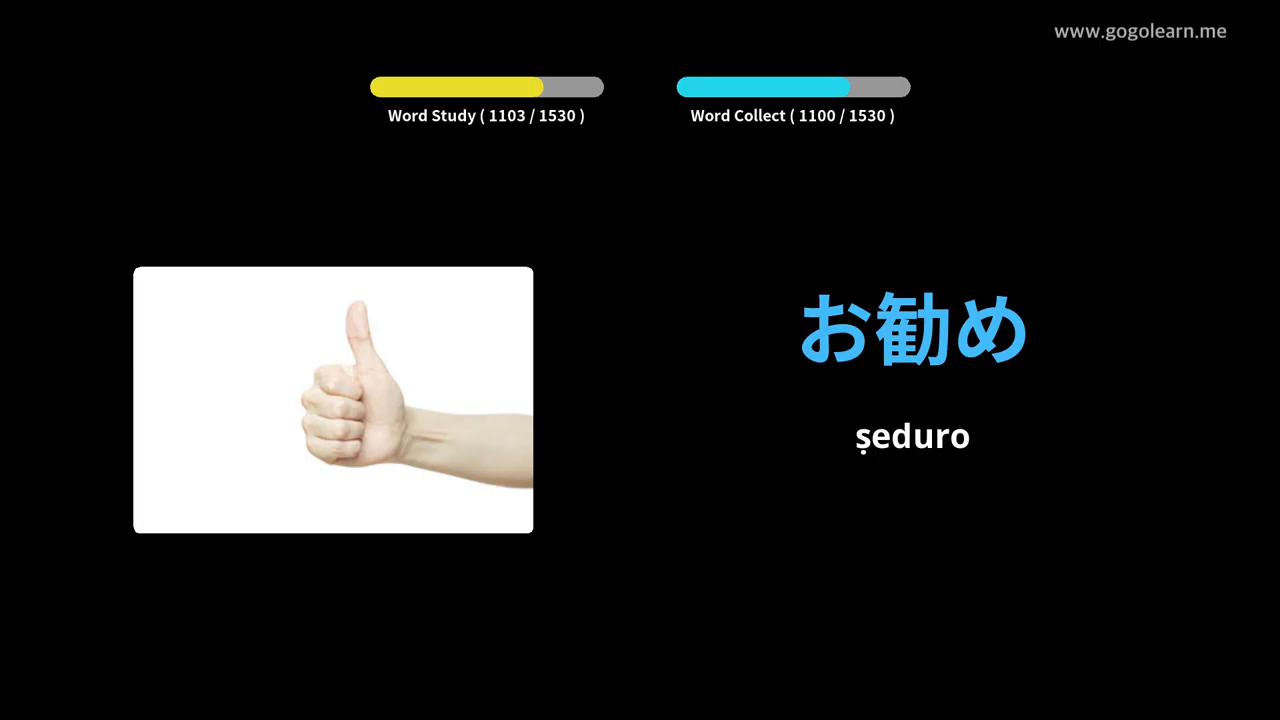 www.gogolearn.me
Word Study ( 1103 / 1530 )
Word Collect ( 1100 / 1530 )
お勧め
ṣeduro